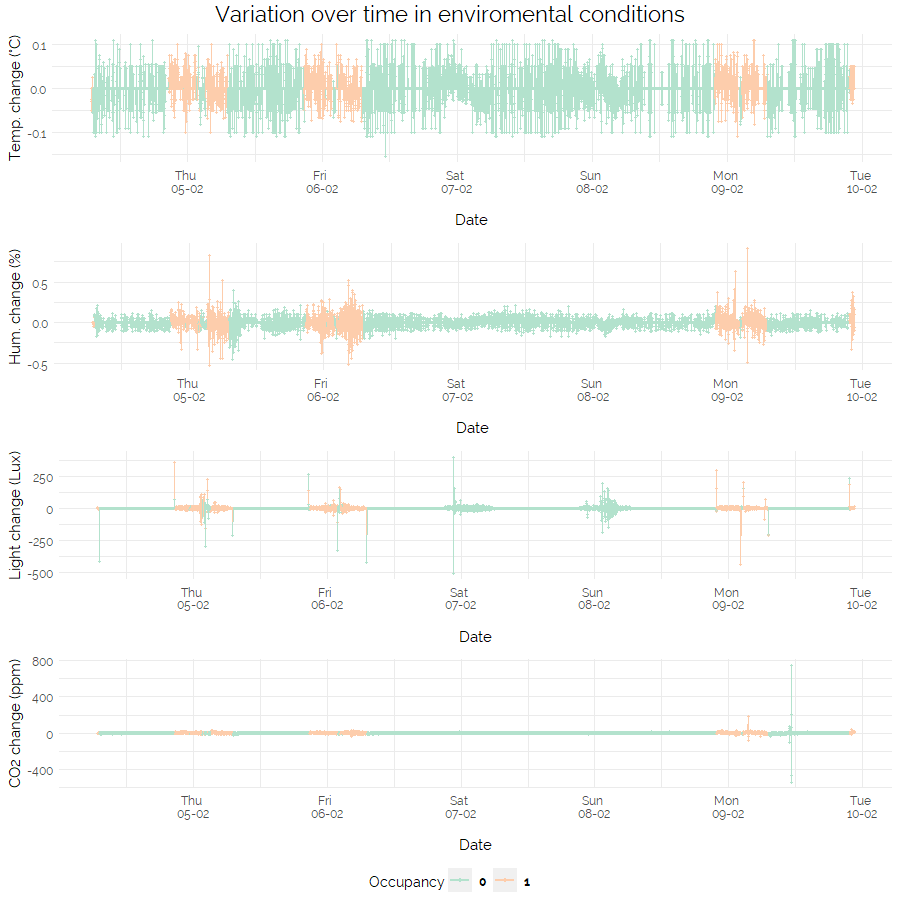 Variation over time in enviromental conditions
Temp. change (°C)
0.1
0.0
-0.1
Thu Fri Sat Sun Mon Tue
05-02 06-02 07-02 08-02 09-02 10-02
Date
Hum. change (%)
0.5
0.0
-0.5
Thu Fri Sat Sun Mon Tue
05-02 06-02 07-02 08-02 09-02 10-02
Date
Light change (Lux)
250
0
-250
-500
Thu Fri Sat Sun Mon Tue
05-02 06-02 07-02 08-02 09-02 10-02
Date
CO2 change (ppm)
800
400
0
-400
Thu Fri Sat Sun Mon Tue
05-02 06-02 07-02 08-02 09-02 10-02
Date
Occupancy 0 1